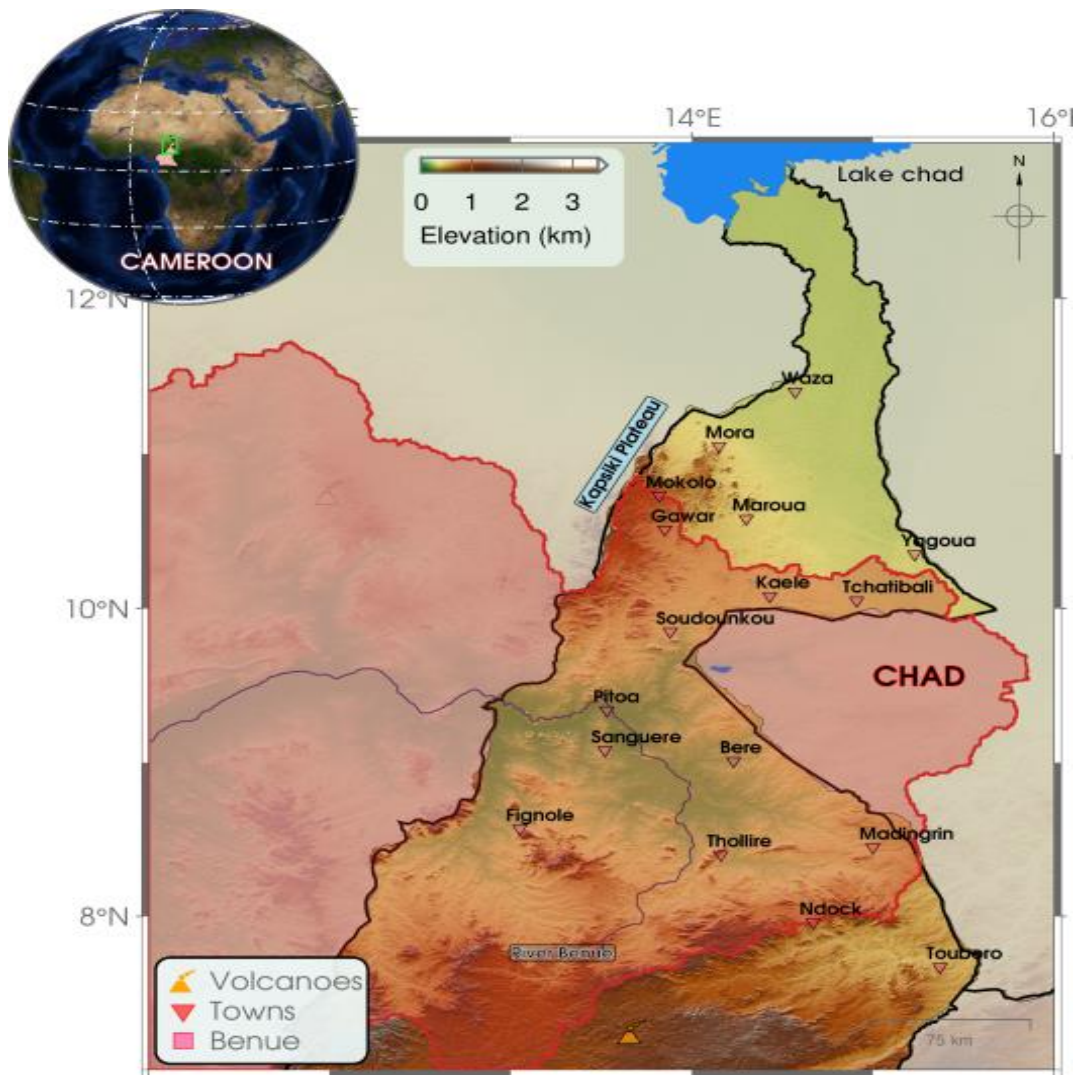 CAMEROON
14°E
16°E
0 1 2 3
Elevation (km)
Lake chad
N
12°N
Waza
Kapsiki Plateau
Mora
Mokolo
Maroua
Gawar
Yagoua
Kaele
Tchatibali
10°N
Soudounkou
CHAD
Pitoa
Sanguere
Bere
Fignole
Thollire
Madingrin
8°N
Ndock
River Benue
Touboro
Volcanoes
Towns
Benue
75 km